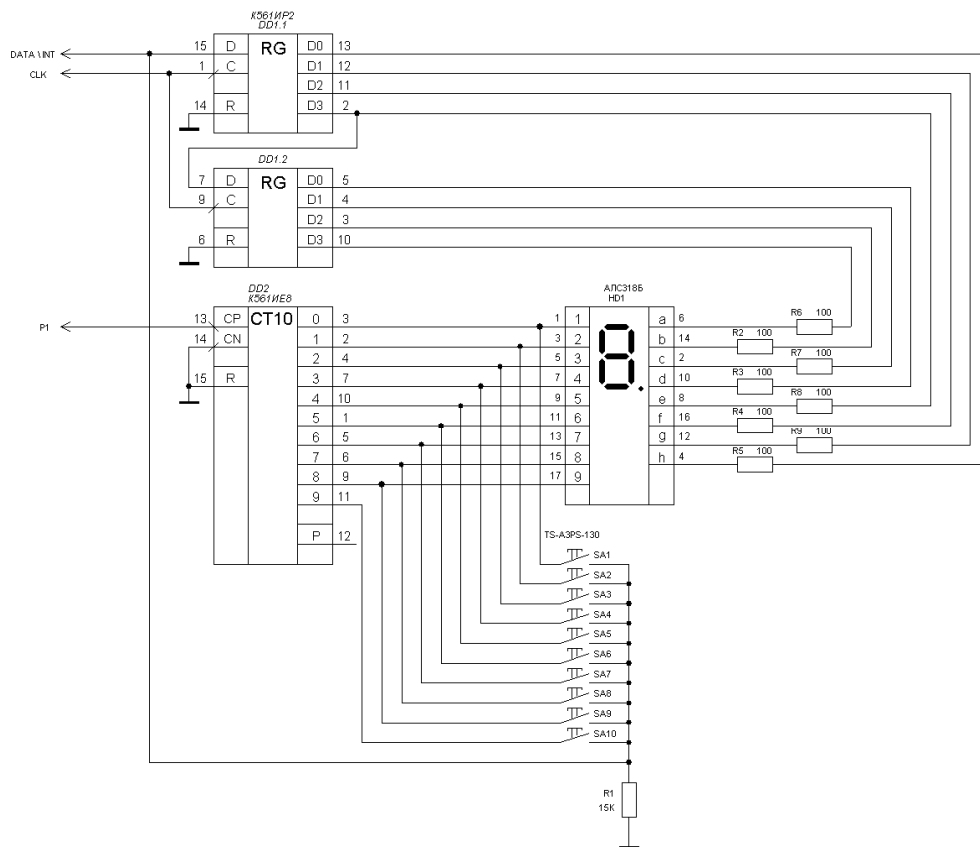 К561ИР2
DD1.1
DATA \ INT
15 D RG D0 13
CLK
1 C D1 12
D2 11
14 R D3 2
DD1.2
7 D RG D0 5
9 C D1 4
D2 3
6 R D3 10
DD2
К561ИЕ8
АЛС318Б
HD1
P1
13 CP CT10 0 3
14 CN 1 2
2 4
15 R 3 7
4 10
5 1
6 5
7 6
8 9
9 11
P 12
1 1 a 6
3 2 b 14
5 3 c 2
7 4 d 10
9 5 e 8
11 6 f 16
13 7 g 12
15 8 h 4
17 9
R6 100
R2 100
R7 100
R3 100
R8 100
R4 100
R9 100
R5 100
TS-A3PS-130
SA1
SA2
SA3
SA4
SA5
SA6
SA7
SA8
SA9
SA10
R1
15K